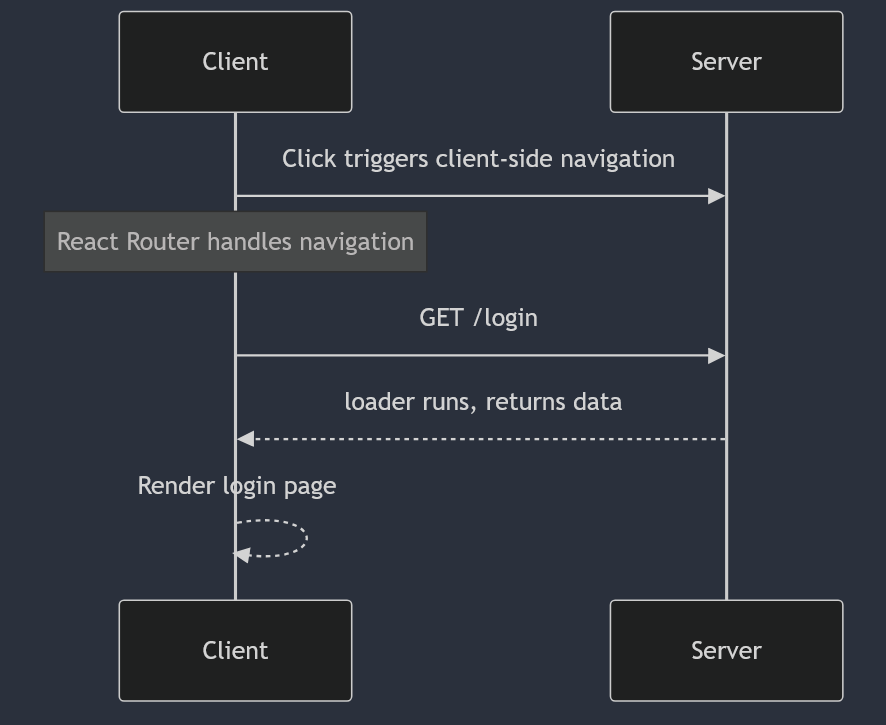 Client
Server
Click triggers client-side navigation
React Router handles navigation
GET /login
loader runs, returns data
Render login page
Client
Server